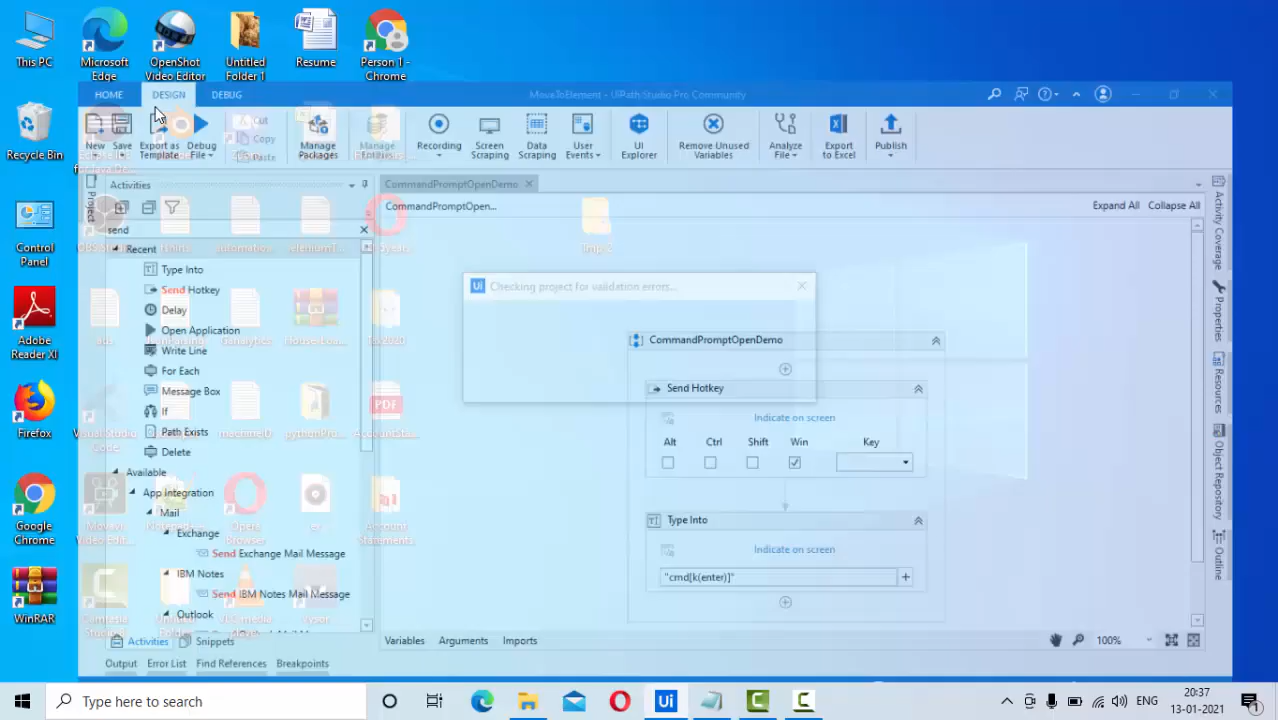 This PC
Microsoft Edge
OpenShot Video Editor
Untitled Folder 1
Resume
Person 1 - Chrome
HOME
DESIGN
DEBUG
MoveToElement - UiPath Studio Pro Community
New
Save
Export as Template
Debug File
Cut
Copy
Paste
Manage Packages
Manage Entities
Recording
Screen Scraping
Data Scraping
User Events
UI Explorer
Remove Unused Variables
Analyze File
Export to Excel
Publish
Recycle Bin
Activities
Project
CommandPromptOpenDemo
CommandPromptOpen...
Expand All
Collapse All
send
Recent
Type Into
Send Hotkey
Delay
Open Application
Write Line
For Each
Message Box
If
Path Exists
Delete
Available
App Integration
Mail
Exchange
Send Exchange Mail Message
IBM Notes
Send IBM Notes Mail Message
Outlook
Tmp_2
Checking project for validation errors...
CommandPromptOpenDemo
Send Hotkey
Indicate on screen
Alt
Ctrl
Shift
Win
Key
Type Into
Indicate on screen
"cmd[k(enter)]"
Activity Coverage
Properties
Resources
Object Repository
Outline
Control Panel
Adobe Reader XI
Firefox
Google Chrome
WinRAR
Activities
Snippets
Variables
Arguments
Imports
100%
Output
Error List
Find References
Breakpoints
Type here to search
ENG
20:37
13-01-2021